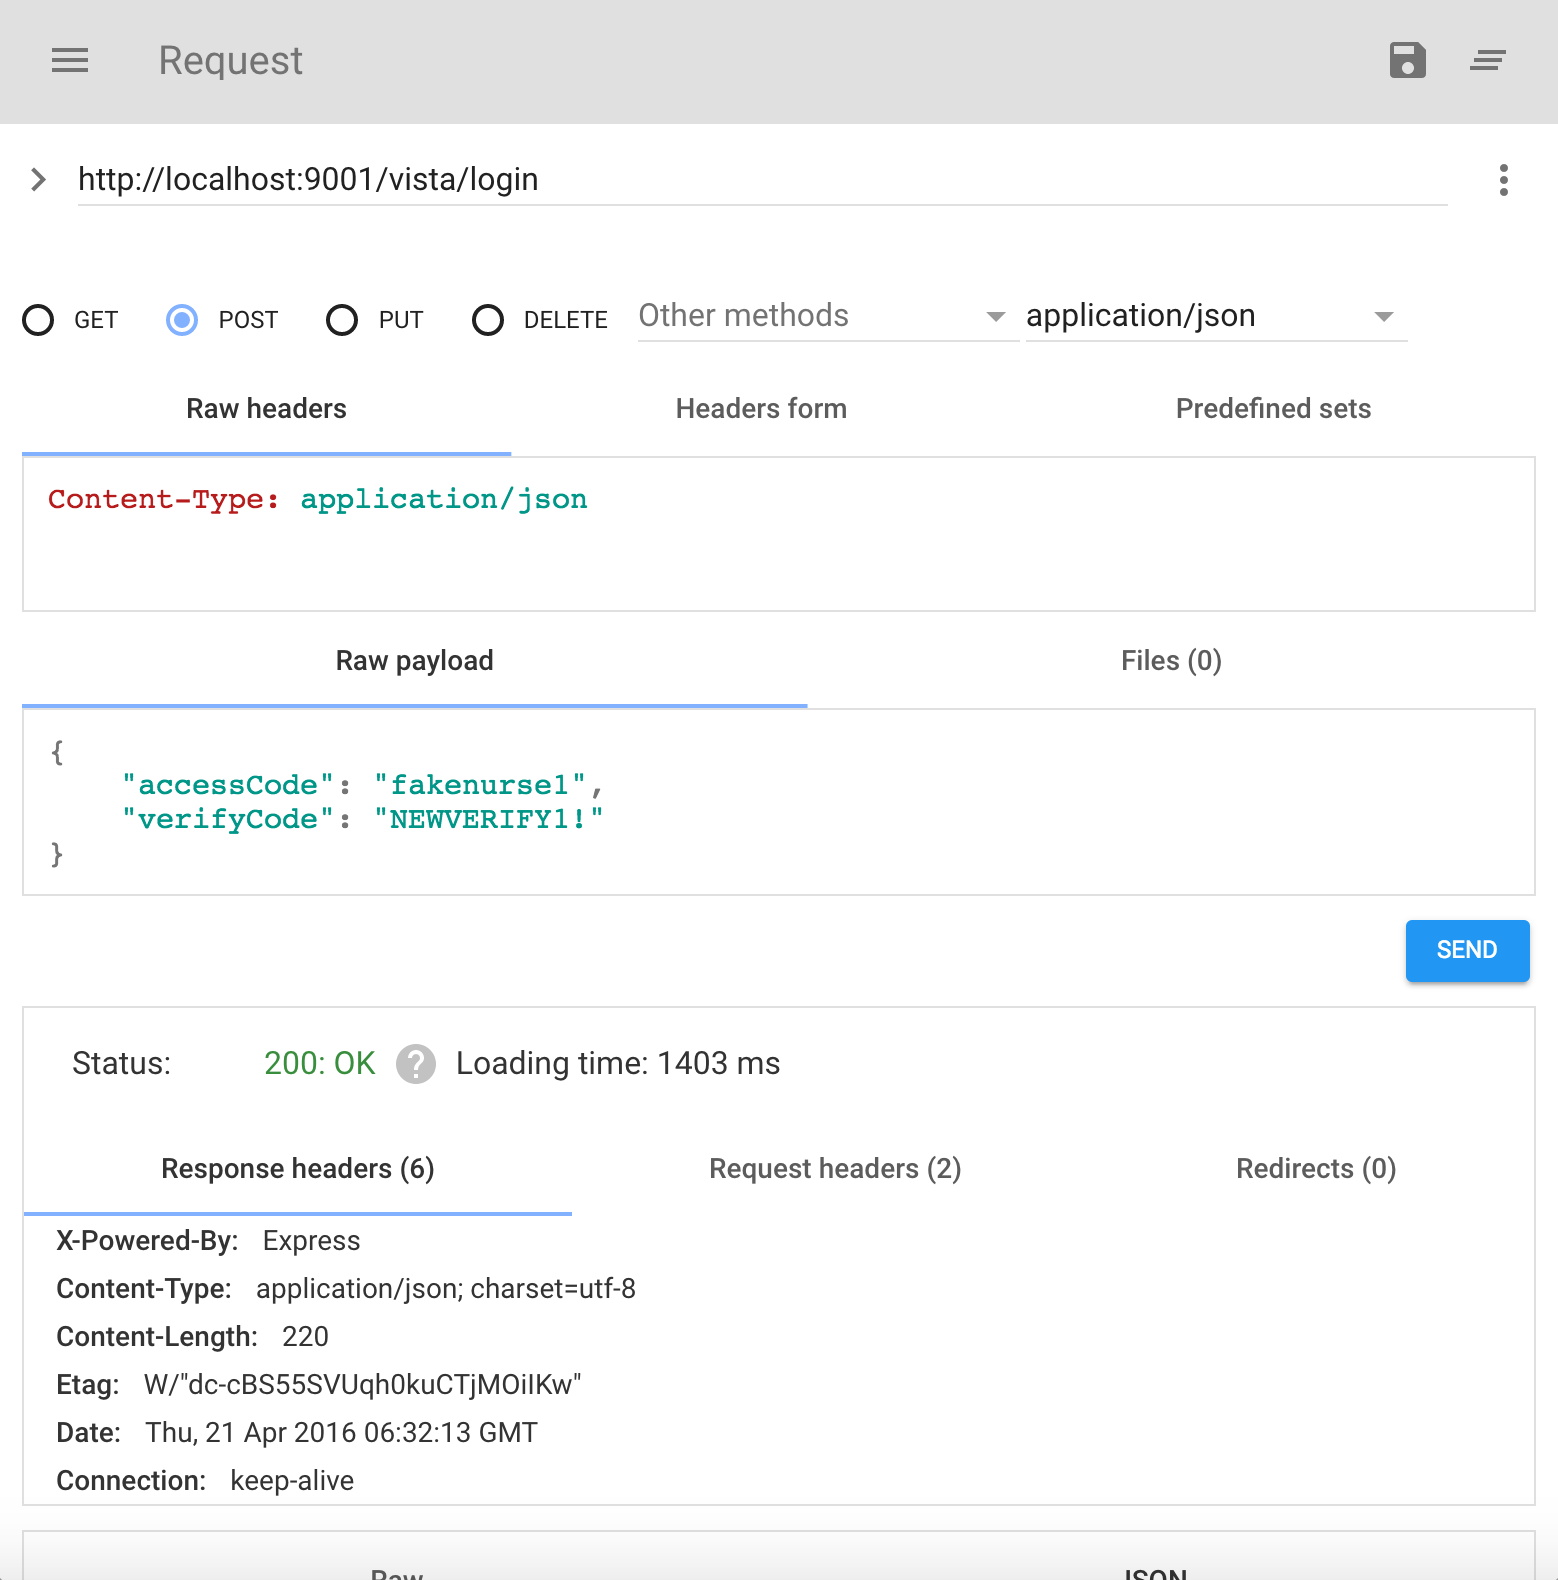 Request
http://localhost:9001/vista/login
GET POST PUT DELETE Other methods application/json
Raw headers Headers form Predefined sets
Content-Type: application/json
Raw payload Files (0)
{
"accessCode": "fakenurse1",
"verifyCode": "NEWVERIFY1!"
}
SEND
Status: 200: OK ? Loading time: 1403 ms
Response headers (6) Request headers (2) Redirects (0)
X-Powered-By: Express
Content-Type: application/json; charset=utf-8
Content-Length: 220
Etag: W/"dc-cBS55SVUqh0kuCTjMOiIKw"
Date: Thu, 21 Apr 2016 06:32:13 GMT
Connection: keep-alive
Raw JSON